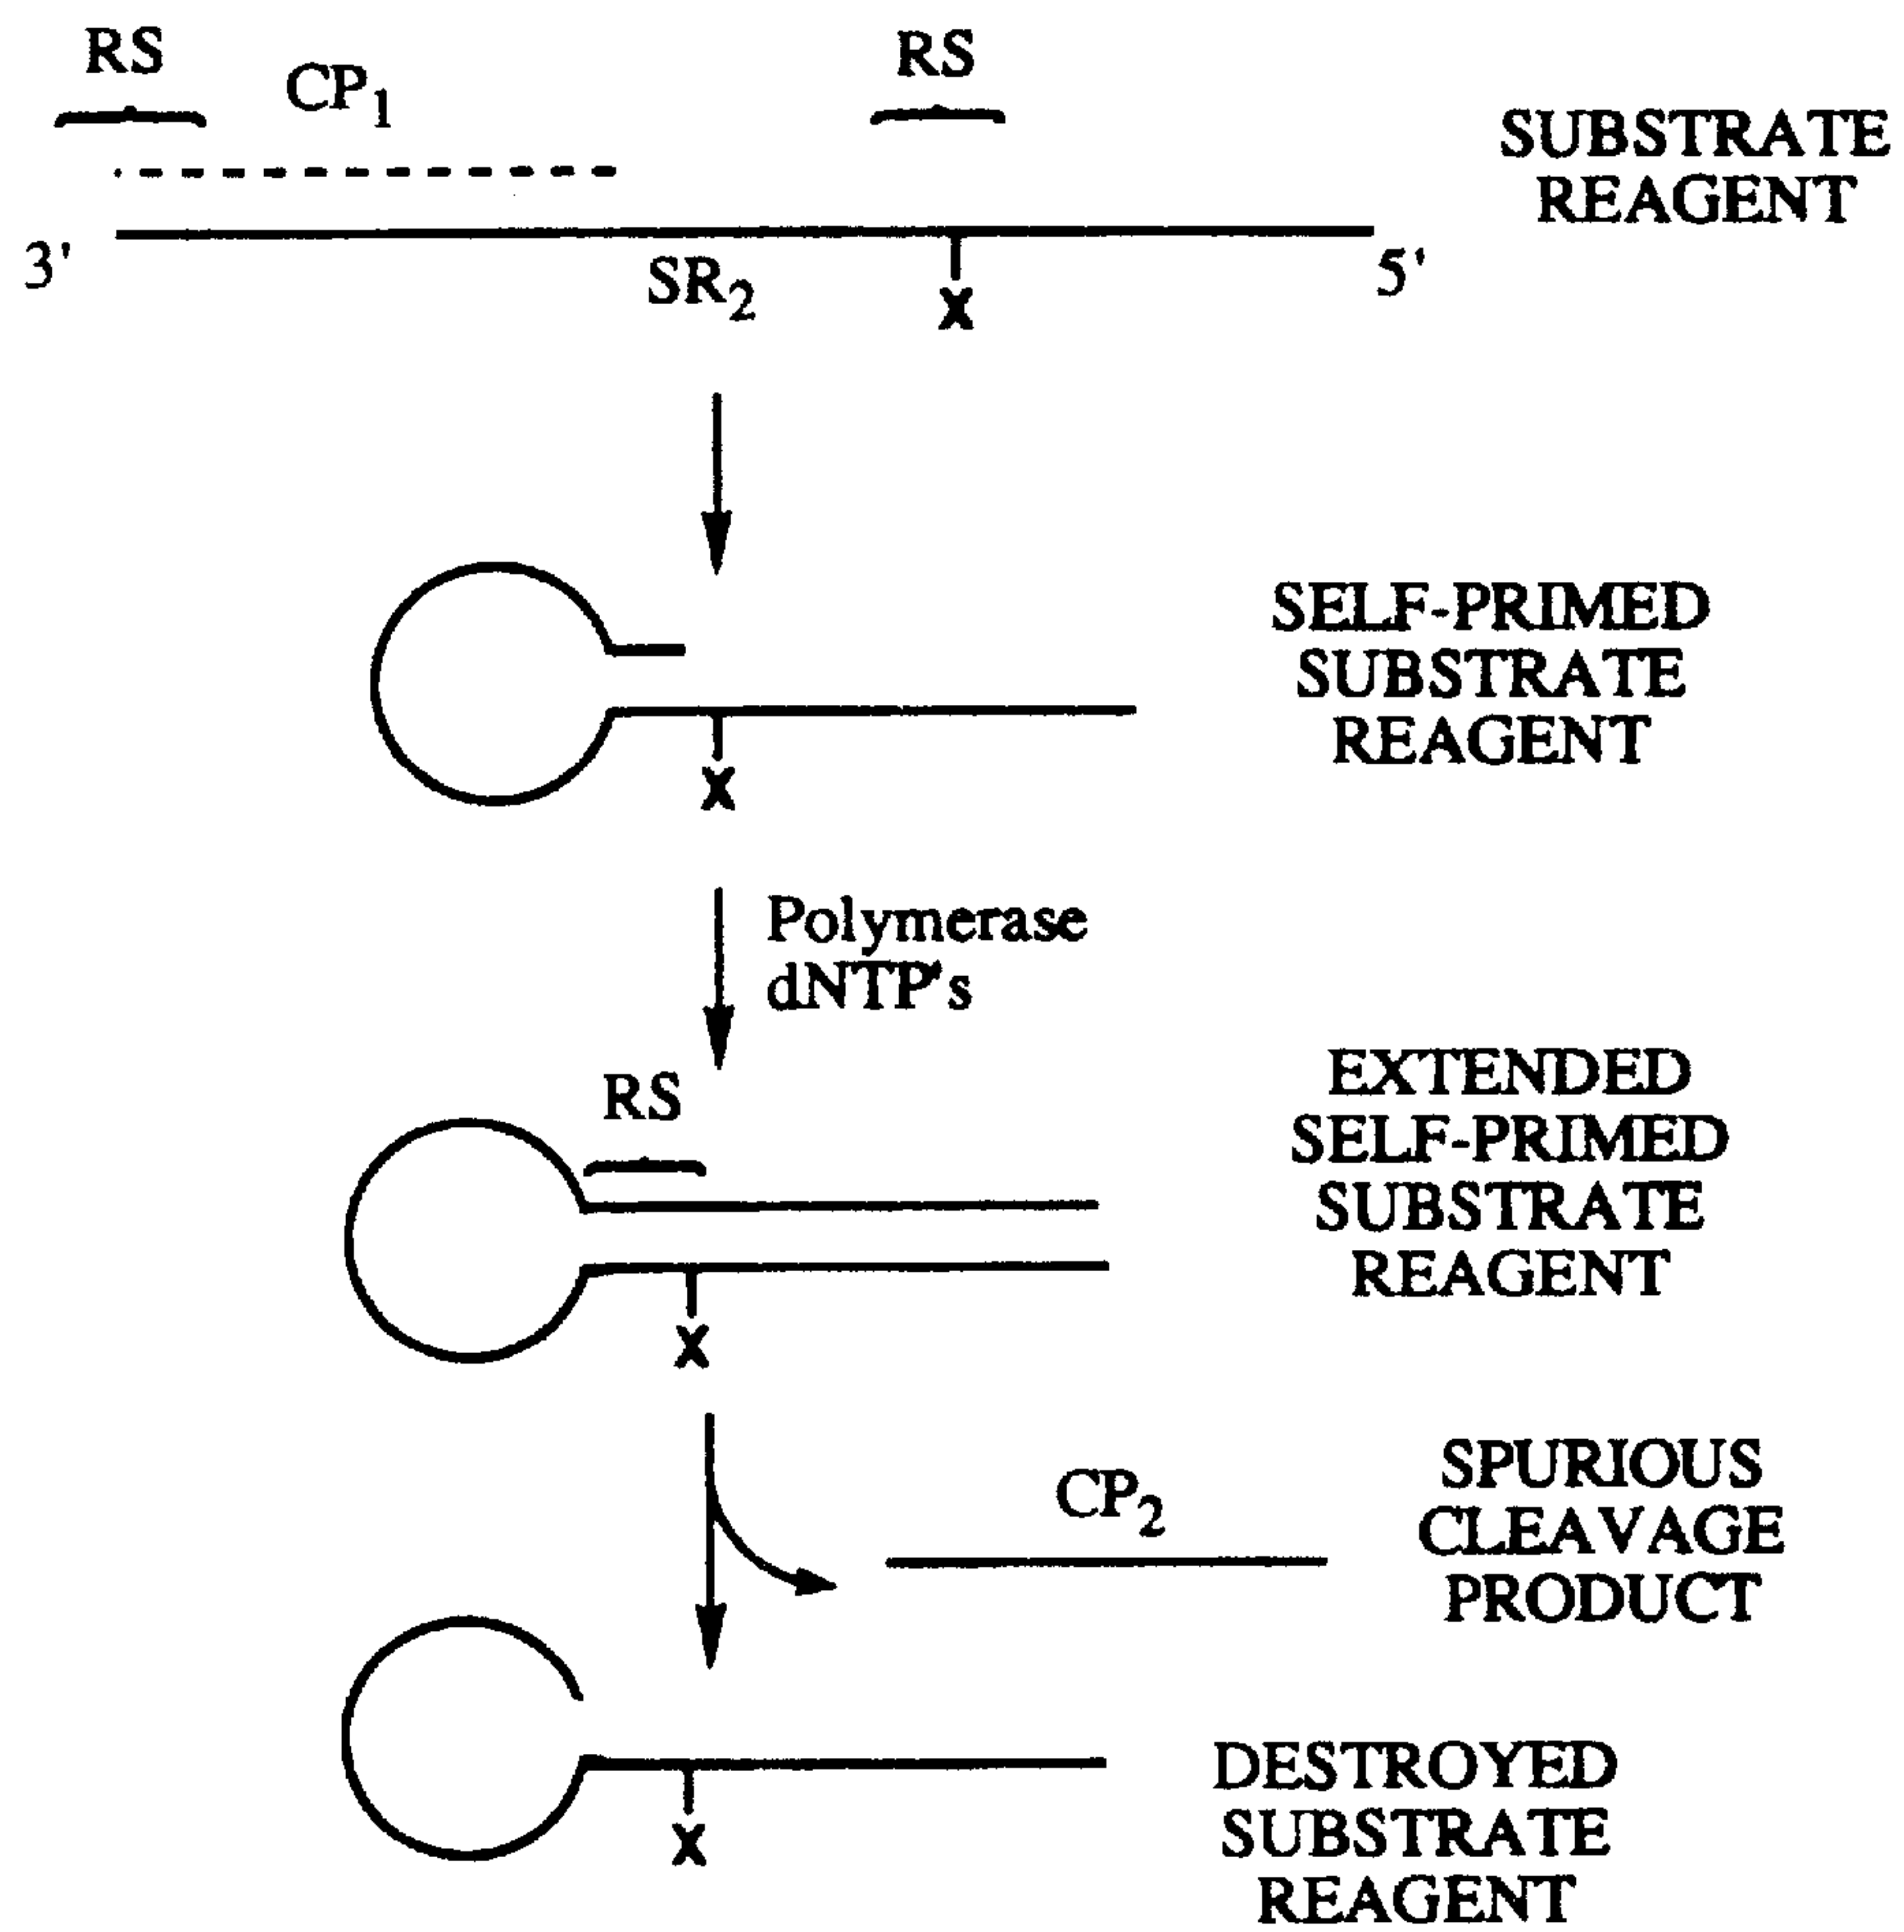 RS
CP1
RS
SUBSTRATE
REAGENT
3'
SR2
X
5'
SELF-PRIMED
SUBSTRATE
REAGENT
X
Polymerase
dNTP's
RS
EXTENDED
SELF-PRIMED
SUBSTRATE
REAGENT
X
CP2
SPURIOUS
CLEAVAGE
PRODUCT
X
DESTROYED
SUBSTRATE
REAGENT